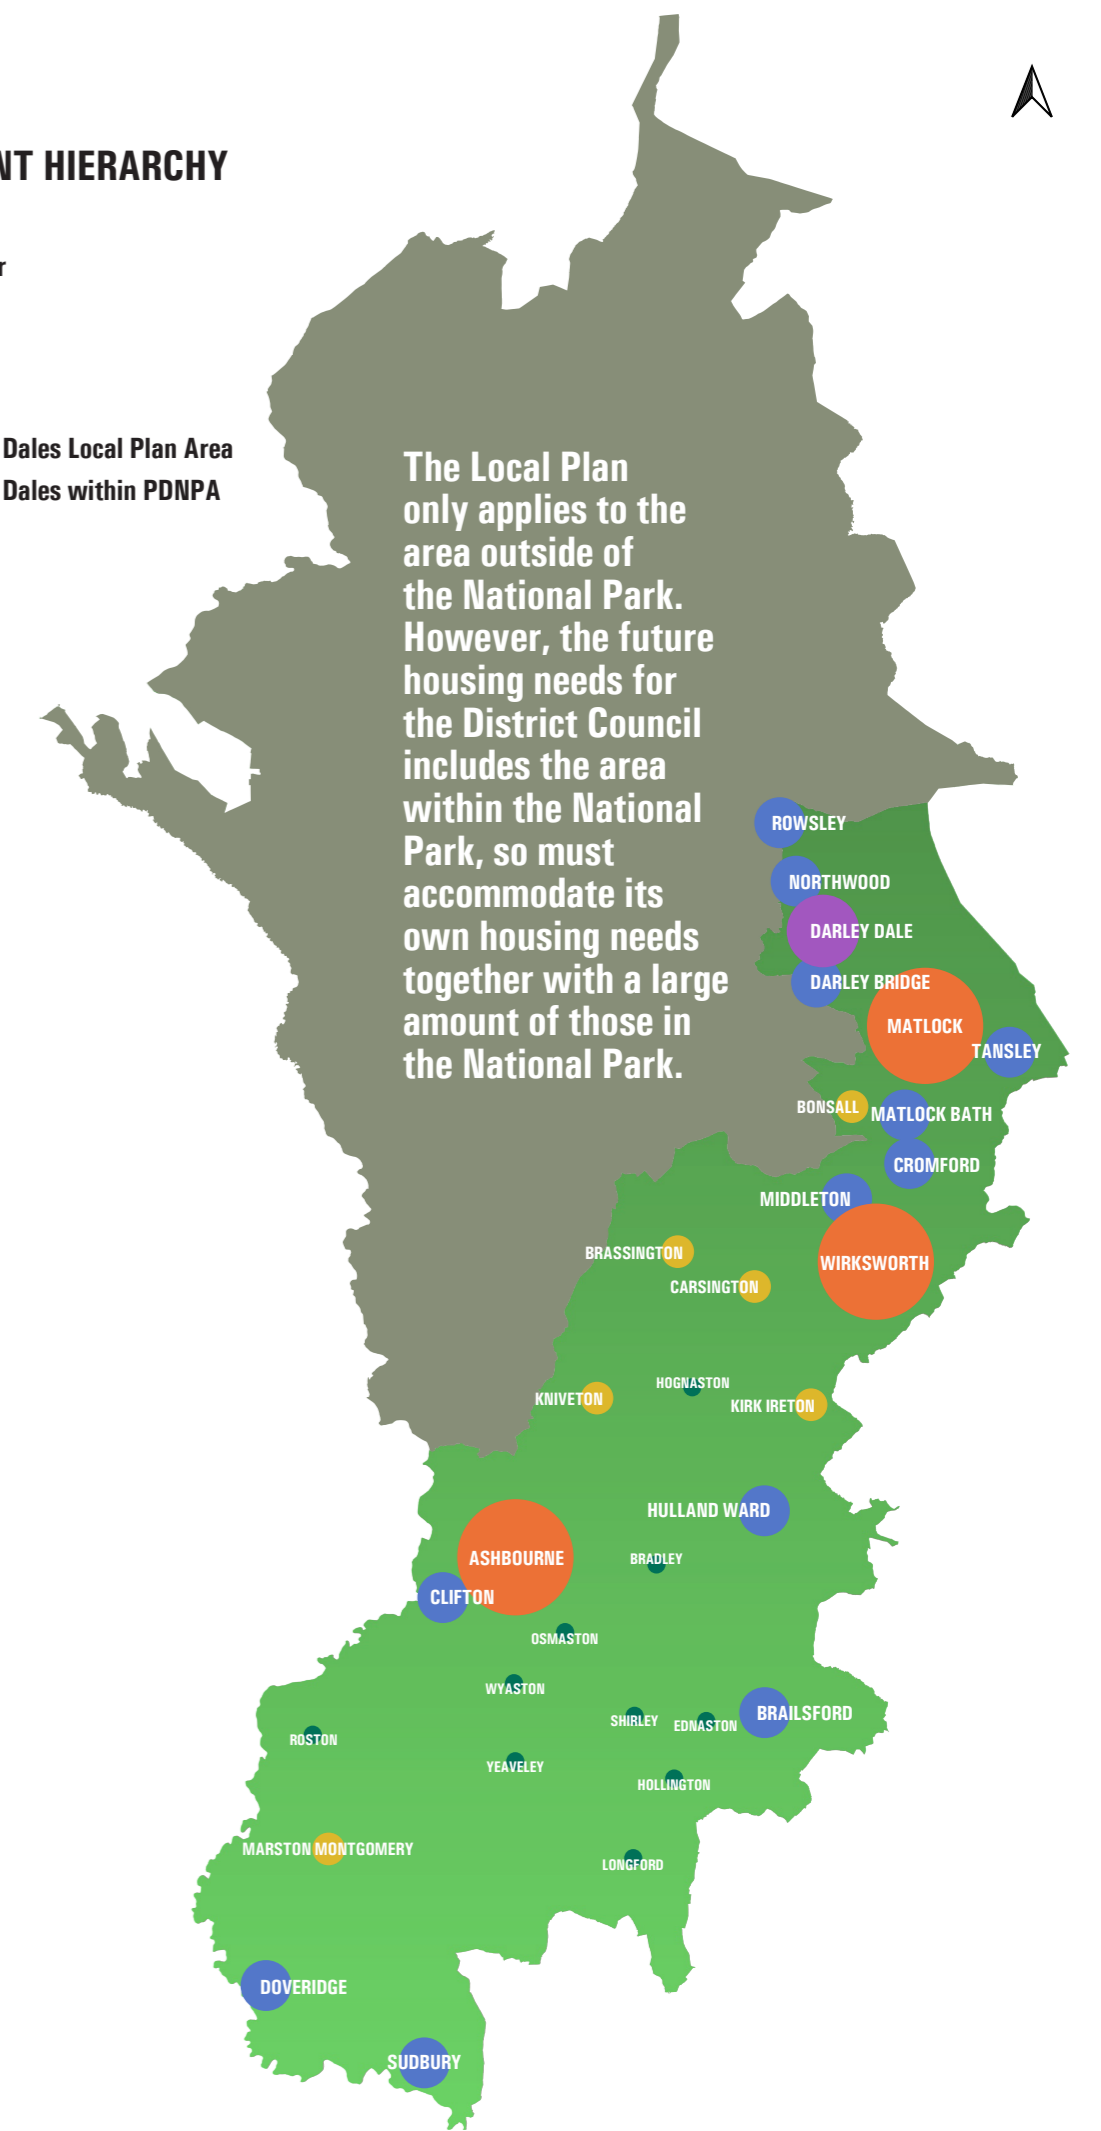 NT HIERARCHY
r
Dales Local Plan Area
Dales within PDNPA
The Local Plan
only applies to the
area outside of
the National Park.
However, the future
housing needs for
the District Council
includes the area
within the National
Park, so must
accommodate its
own housing needs
together with a large
amount of those in
the National Park.
ROWSLEY
NORTHWOOD
DARLEY DALE
DARLEY BRIDGE
MATLOCK
TANSLEY
BONSALL
MATLOCK BATH
CROMFORD
MIDDLETON
BRASSINGTON
WIRKSWORTH
CARSINGTON
HOGNASTON
KNIVETON
KIRK IRETON
HULLAND WARD
ASHBOURNE
BRADLEY
CLIFTON
OSMASTON
WYASTON
SHIRLEY
EDNASTON
BRAILSFORD
ROSTON
YEAVELEY
HOLLINGTON
MARSTON MONTGOMERY
LONGFORD
DOVERIDGE
SUDBURY